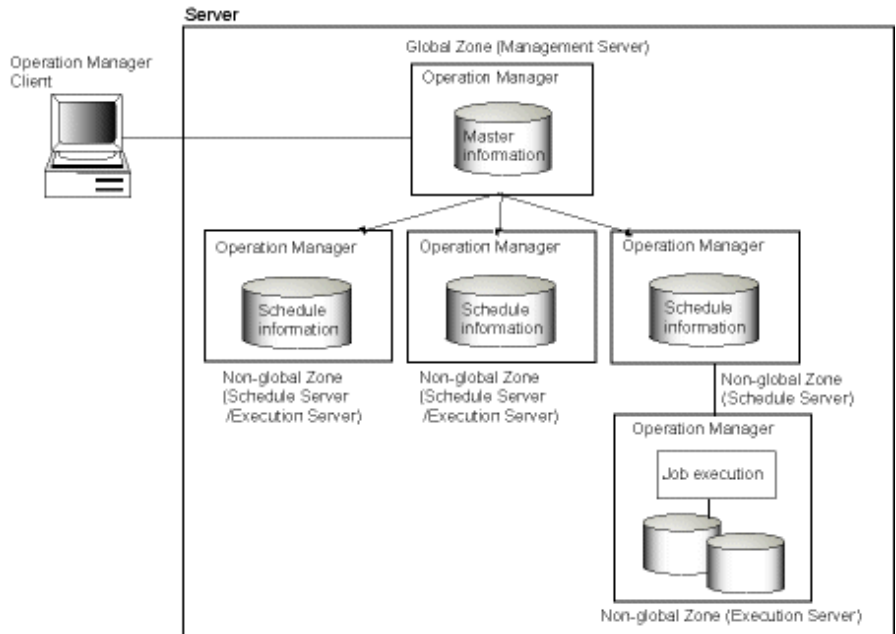 Server
Global Zone (Management Server)
Operation Manager
Client
Operation Manager
Master
information
Operation Manager
Schedule
information
Non-global Zone
(Schedule Server
/Execution Server)
Operation Manager
Schedule
information
Non-global Zone
(Schedule Server
/Execution Server)
Operation Manager
Schedule
information
Non-global Zone
(Schedule Server)
Operation Manager
Job execution
Non-global Zone (Execution Server)